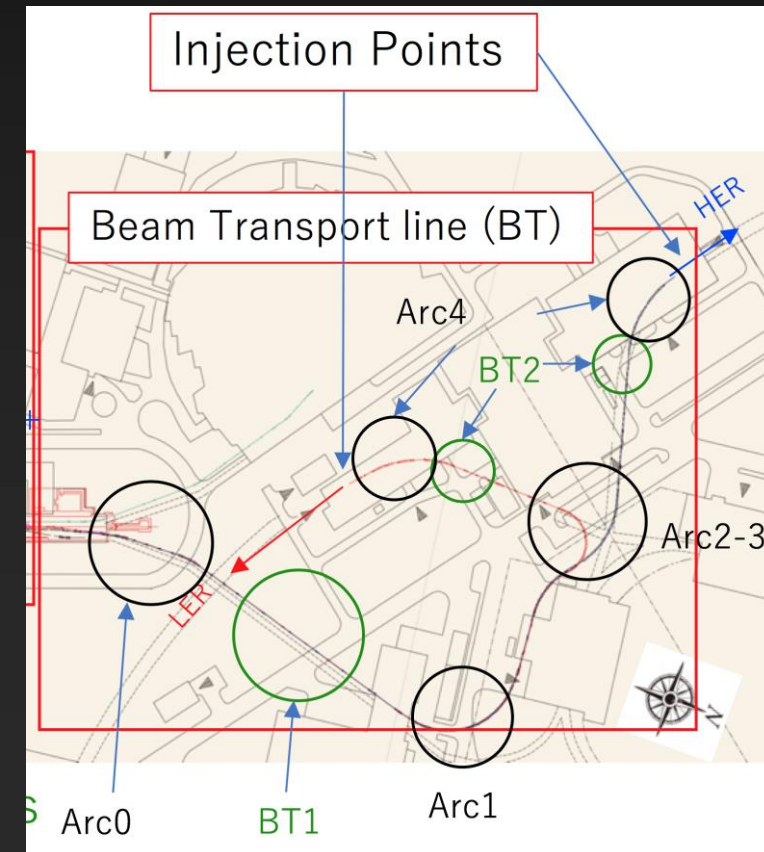 Injection Points
Beam Transport line (BT)
HER
Arc4
BT2
Arc2-3
LER
N
S
Arc0
BT1
Arc1